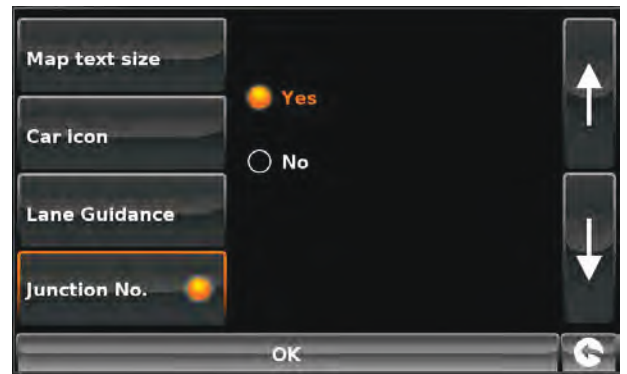 Map text size
Yes
Car icon
No
Lane Guidance
Junction No.
OK